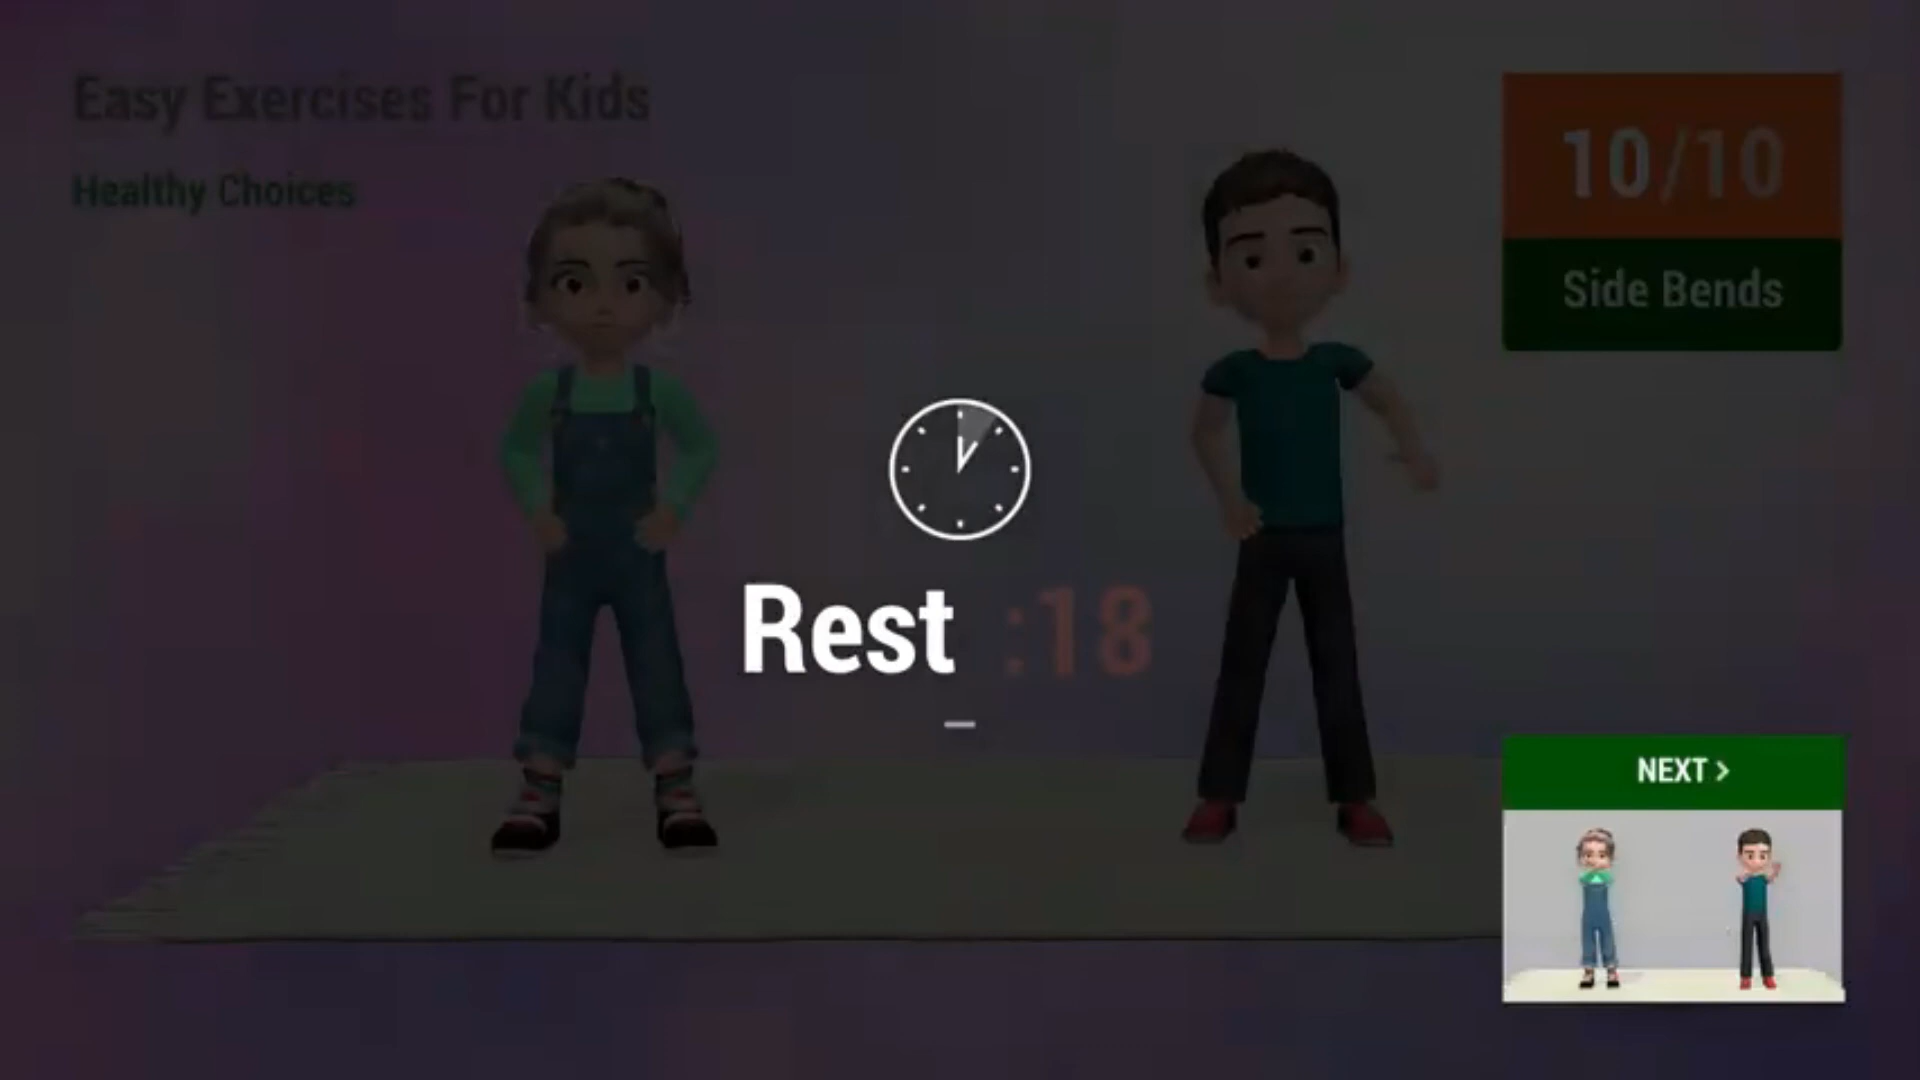 Easy Exercises For Kids
Healthy Choices
10/10
Side Bends
Rest :18
NEXT >